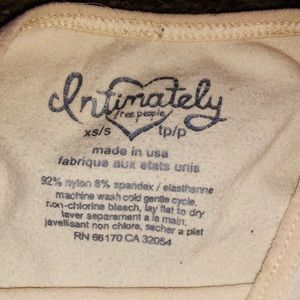 Intimately
free people
xs/s tp/p
made in usa
fabrique aux etats unis
92% nylon 8% spandex / elasthanne
machine wash cold gentle cycle.
non-chlorine bleach, lay flat to dry
laver separement a la main.
javellisant non chlore, sacher a plat
RN 66170 CA 32054